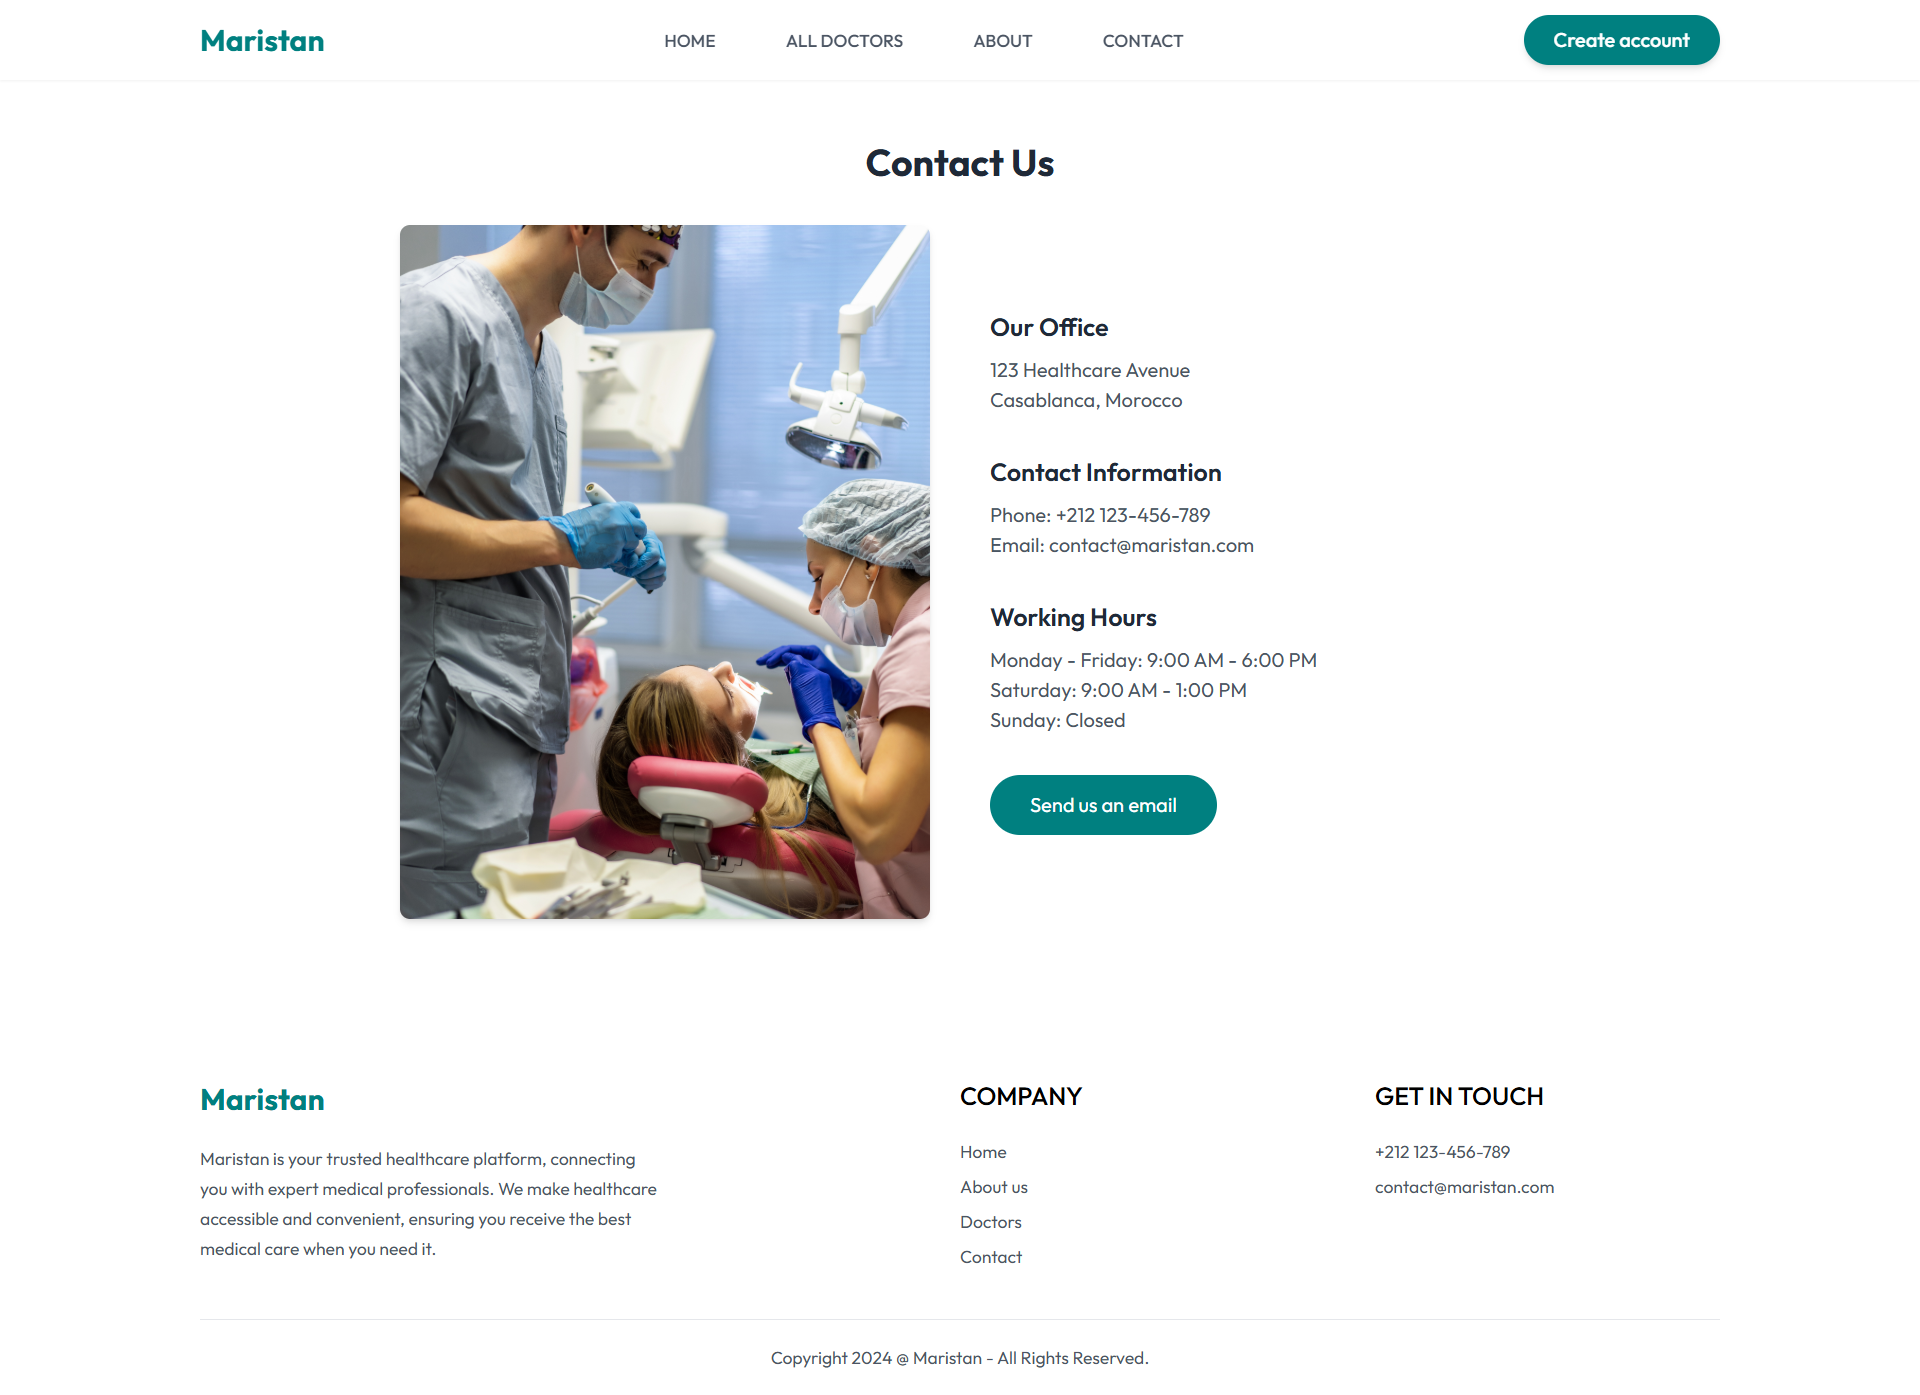 Maristan
HOME
ALL DOCTORS
ABOUT
CONTACT
Create account
Contact Us
Our Office
123 Healthcare Avenue
Casablanca, Morocco
Contact Information
Phone: +212 123-456-789
Email: contact@maristan.com
Working Hours
Monday - Friday: 9:00 AM - 6:00 PM
Saturday: 9:00 AM - 1:00 PM
Sunday: Closed
Send us an email
Maristan
Maristan is your trusted healthcare platform, connecting
you with expert medical professionals. We make healthcare
accessible and convenient, ensuring you receive the best
medical care when you need it.
COMPANY
Home
About us
Doctors
Contact
GET IN TOUCH
+212 123-456-789
contact@maristan.com
Copyright 2024 @ Maristan - All Rights Reserved.